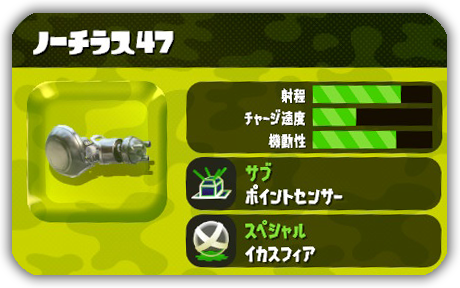 ノーチラス47
射程
チャージ速度
機動性
サブ
ポイントセンサー
スペシャル
イカスフィア